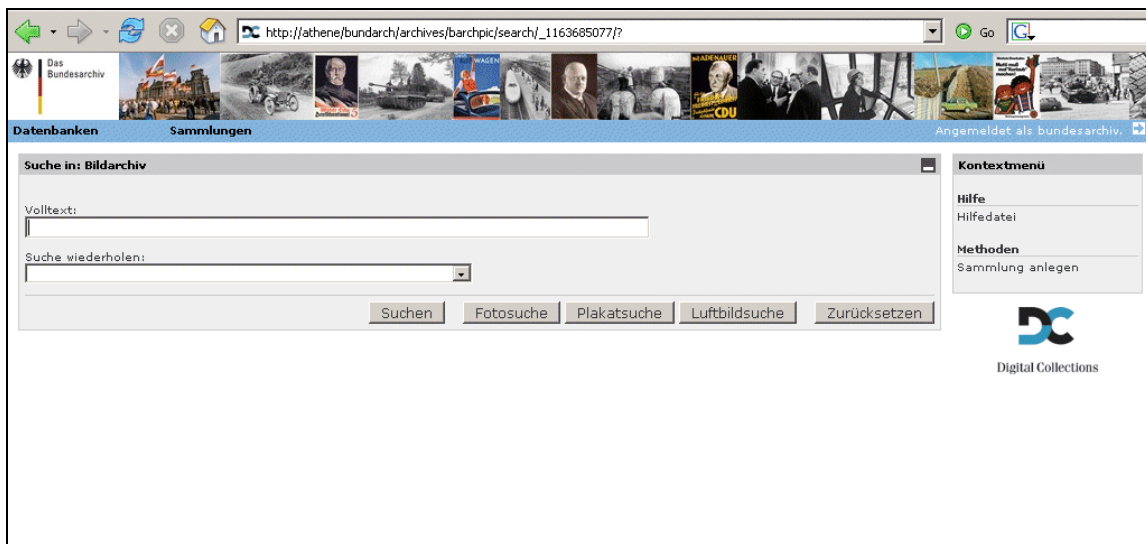 http://athene/bundarch/archives/barchpic/search/_1163685077/?
Go
G
Das
Bundesarchiv
WAGEN
ADENAUER
CDU
Datenbanken
Sammlungen
Angemeldet als bundesarchiv.
Suche in: Bildarchiv
Volltext:
Suche wiederholen:
Suchen
Fotosuche
Plakatsuche
Luftbildsuche
Zurücksetzen
Kontextmenü
Hilfe
Hilfedatei
Methoden
Sammlung anlegen
DC
Digital Collections